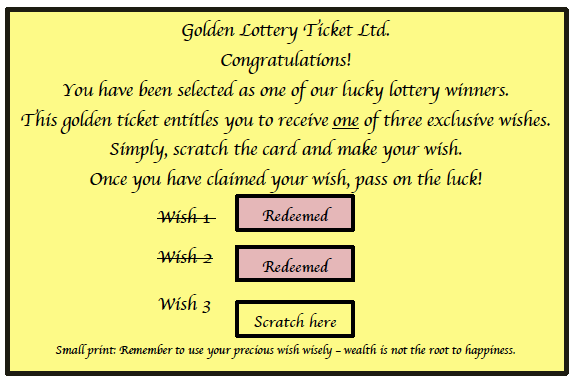 Golden Lottery Ticket Ltd.
Congratulations!
You have been selected as one of our lucky lottery winners.
This golden ticket entitles you to receive one of three exclusive wishes.
Simply, scratch the card and make your wish.
Once you have claimed your wish, pass on the luck!
Wish 1 Redeemed
Wish 2 Redeemed
Wish 3 Scratch here
Small print: Remember to use your precious wish wisely – wealth is not the root to happiness.